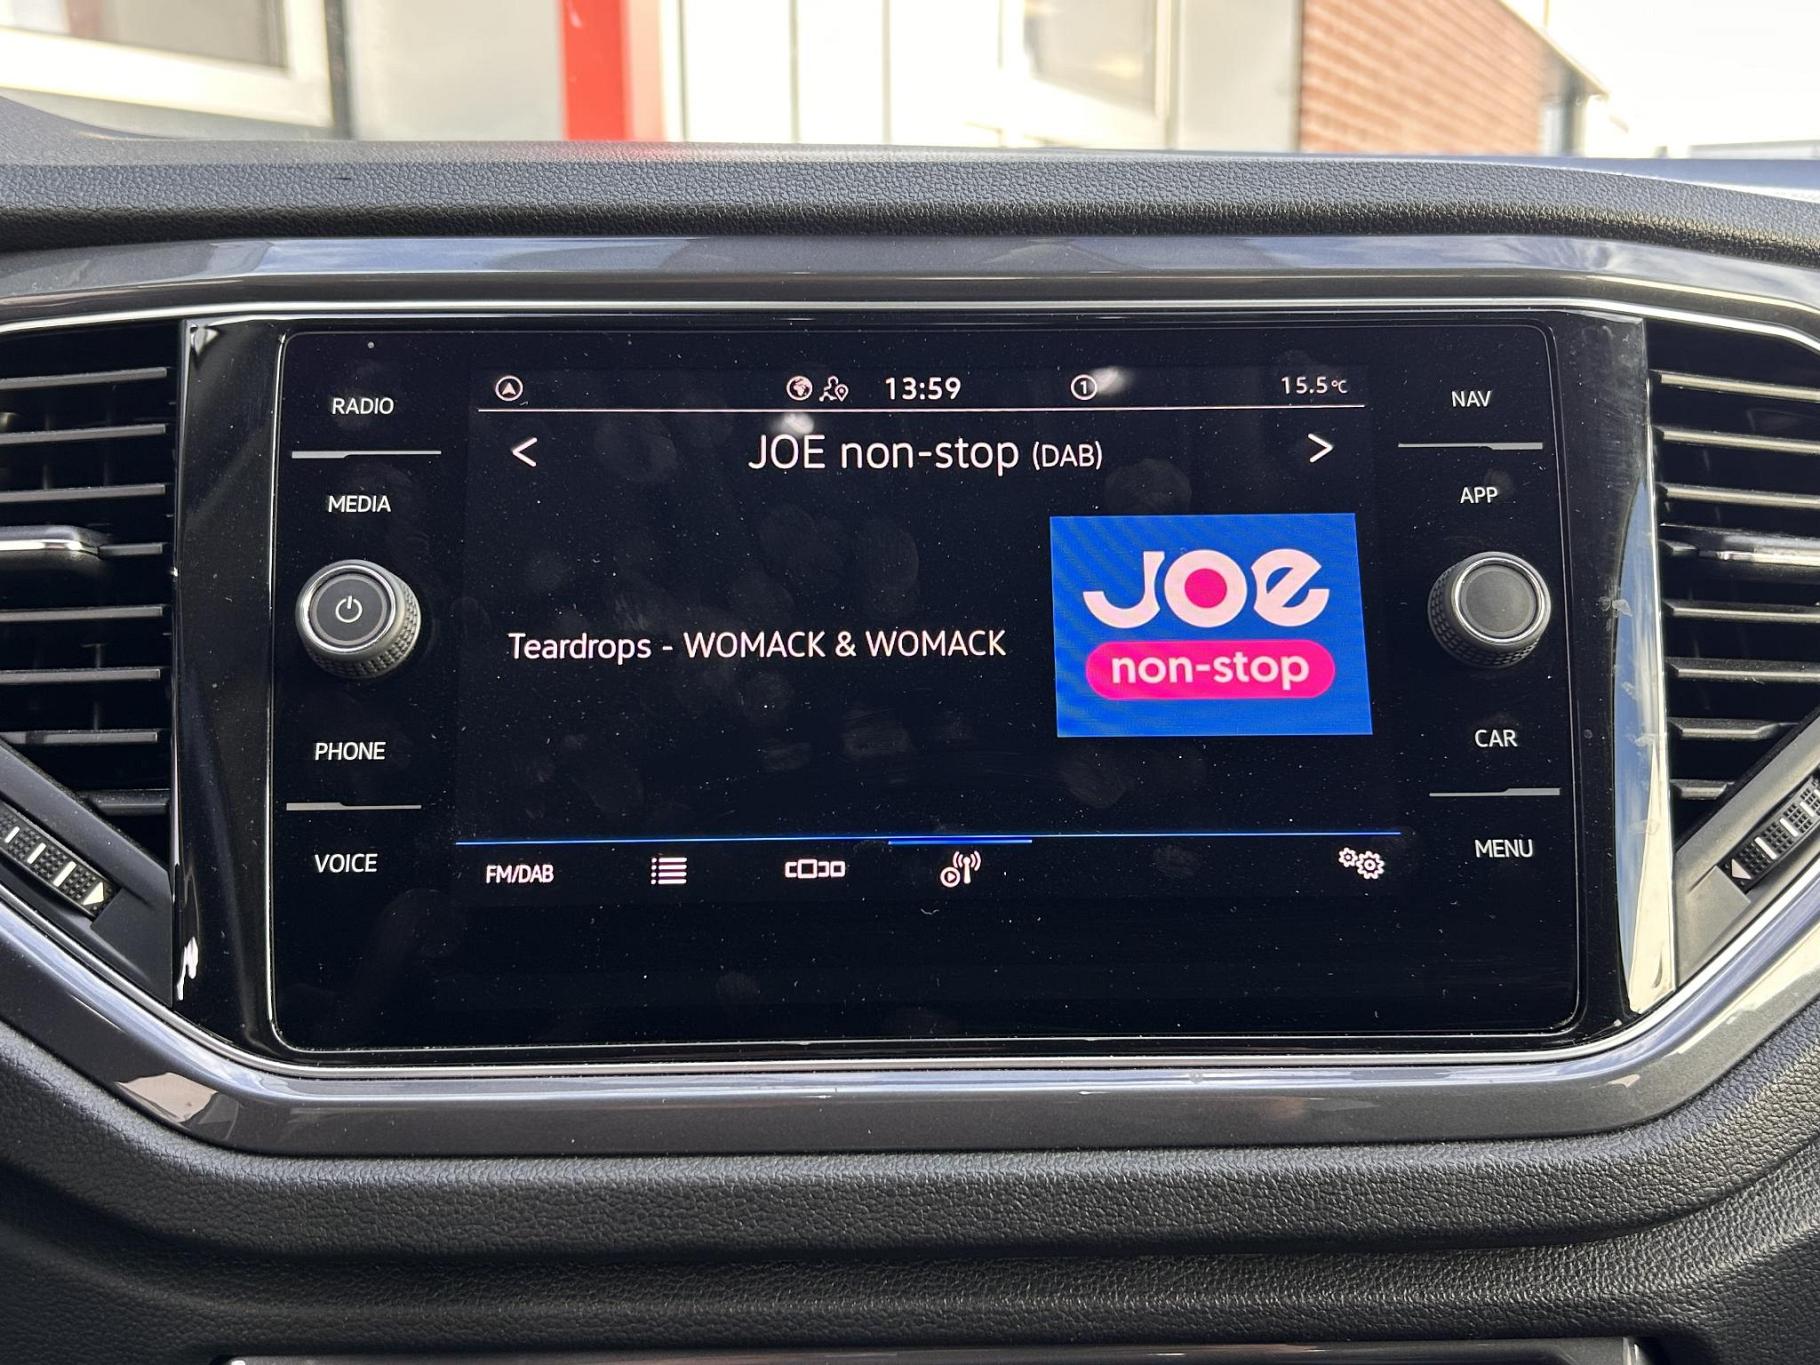 RADIO
MEDIA
PHONE
VOICE
13:59
1
15.5°C
< JOE non-stop (DAB) >
Teardrops - WOMACK & WOMACK
JOe
non-stop
FM/DAB
NAV
APP
CAR
MENU